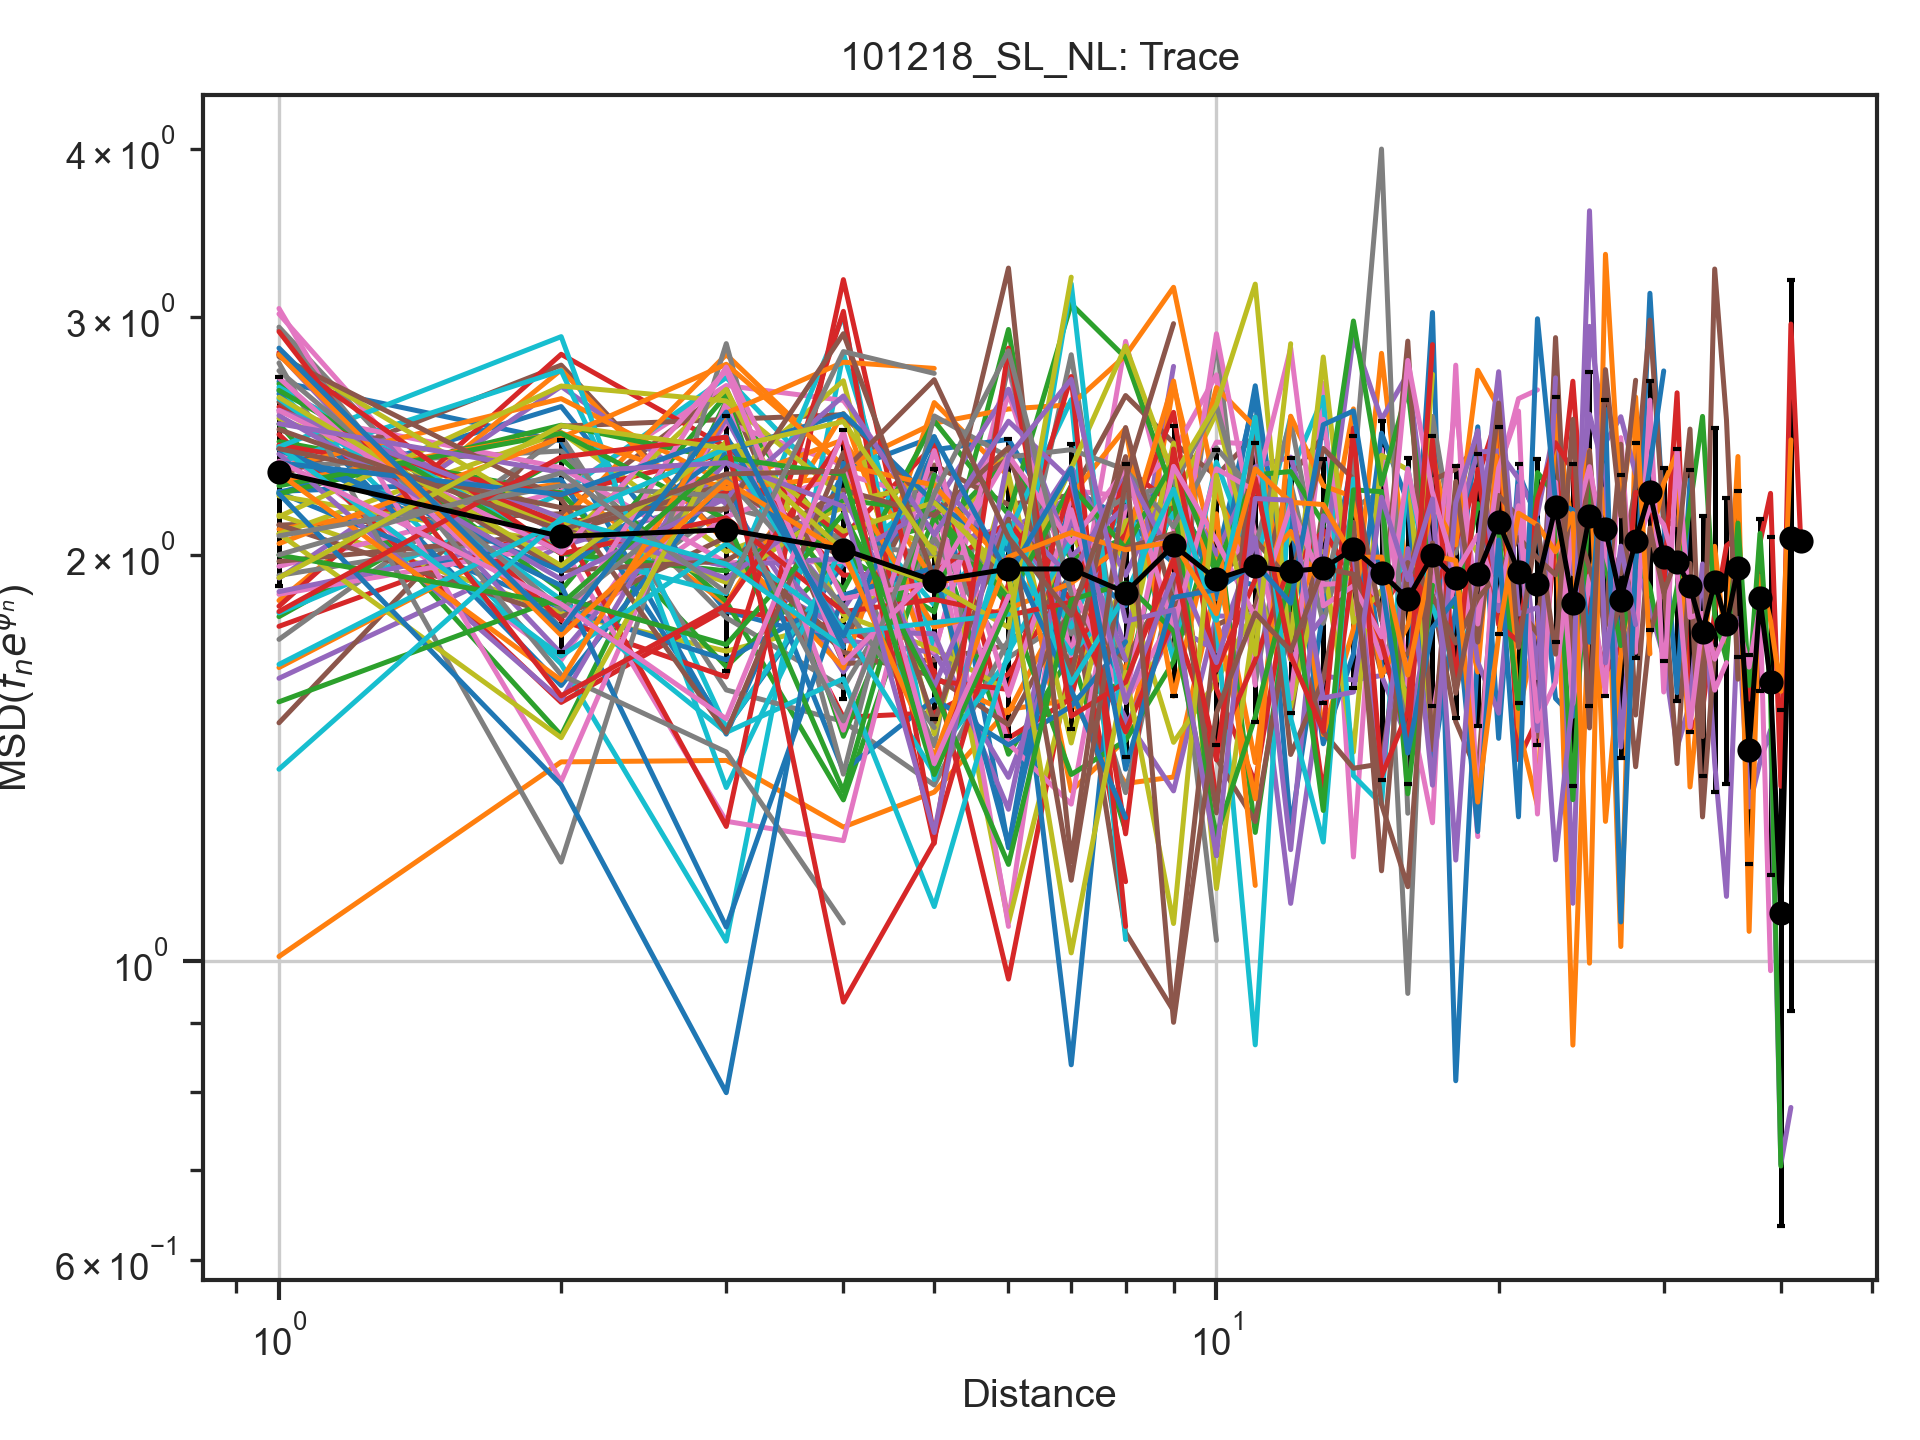 101218_SL_NL: Trace
4 × 10⁰
3 × 10⁰
2 × 10⁰
10⁰
6 × 10⁻¹
MSD(fₙe^φₙ)
10⁰
10¹
Distance